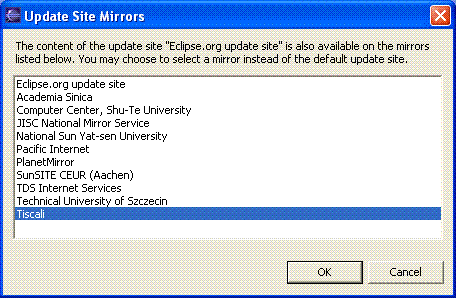 Update Site Mirrors
The content of the update site "Eclipse.org update site" is also available on the mirrors
listed below. You may choose to select a mirror instead of the default update site.
Eclipse.org update site
Academia Sinica
Computer Center, Shu-Te University
JISC National Mirror Service
National Sun Yat-sen University
Pacific Internet
PlanetMirror
SunSITE CEUR (Aachen)
TDS Internet Services
Technical University of Szczecin
Tiscali
OK Cancel